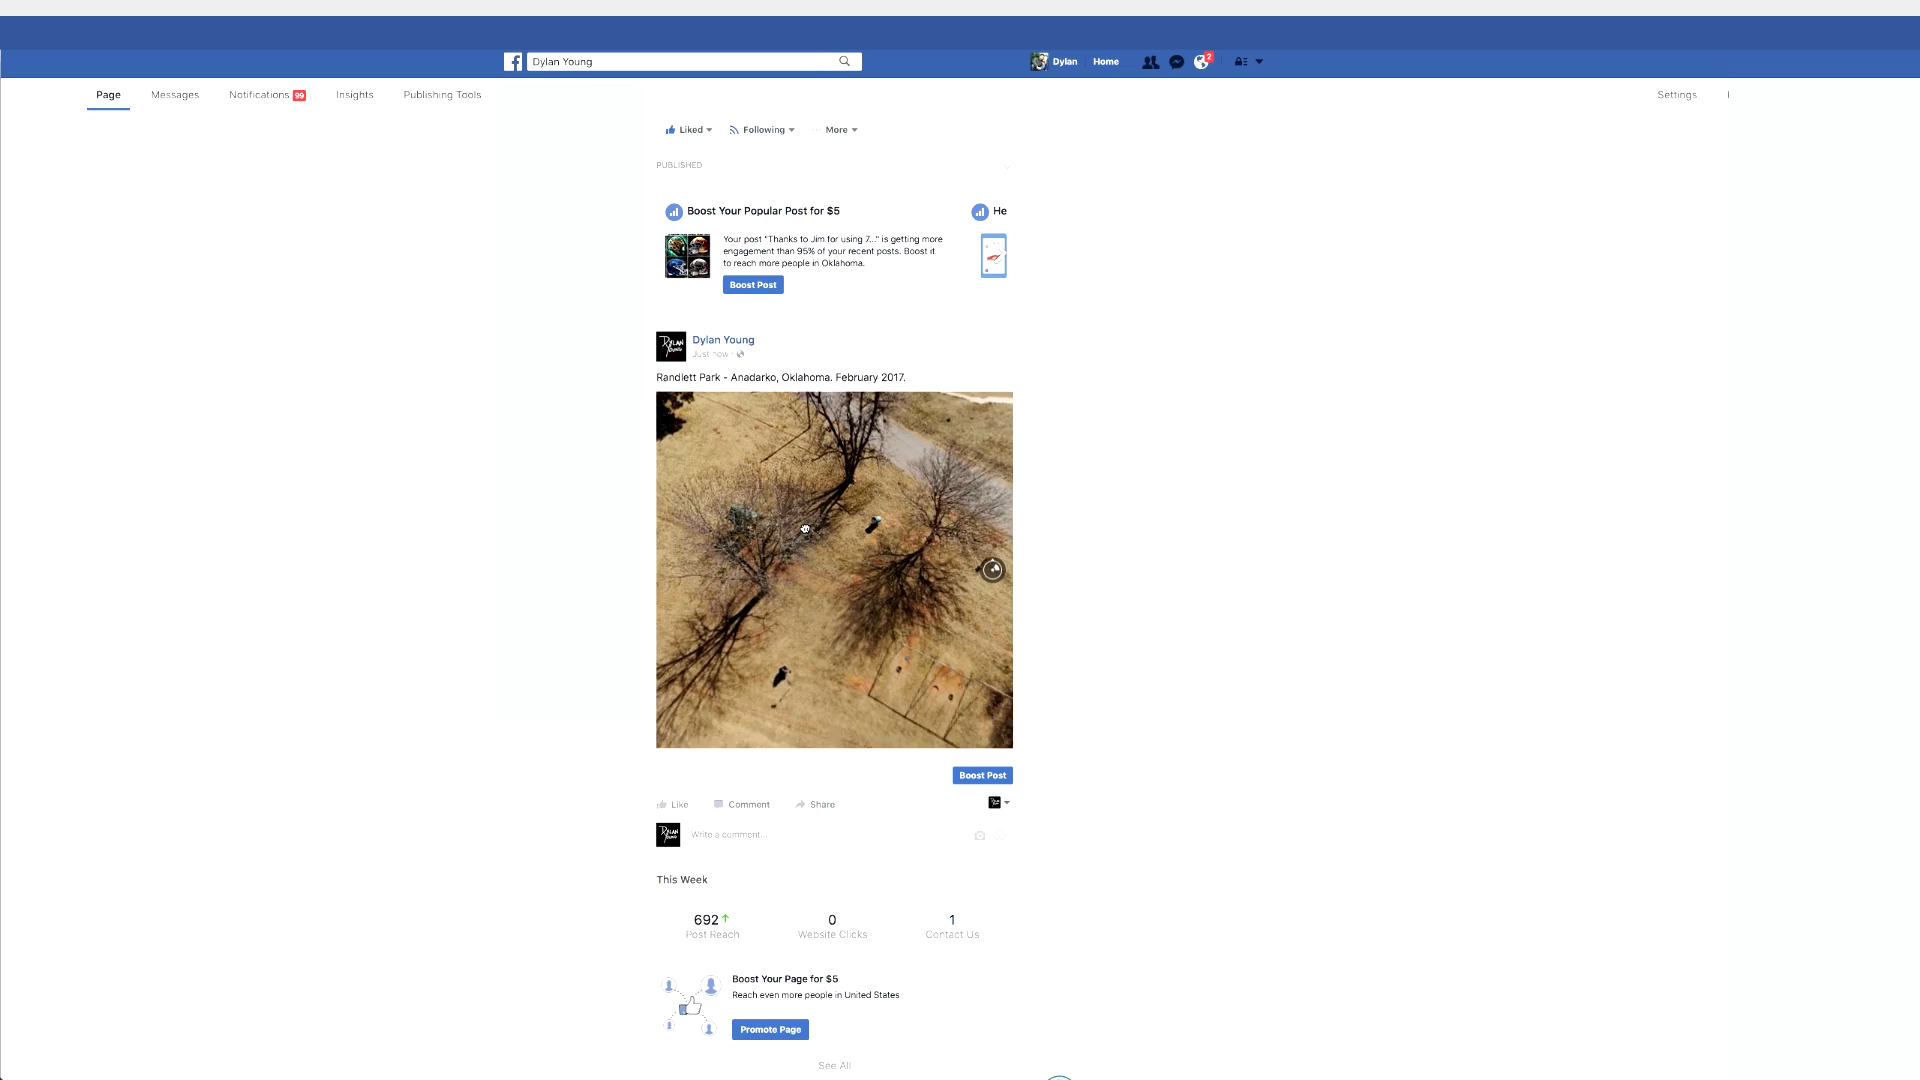 Dylan Young
Dylan
Home
2
Page
Messages
Notifications 99
Insights
Publishing Tools
Settings
Liked
Following
More
PUBLISHED
Boost Your Popular Post for $5
He
Your post "Thanks to Jim for using 7..." is getting more
engagement than 95% of your recent posts. Boost it
to reach more people in Oklahoma.
Boost Post
Dylan Young
Just now
Randlett Park - Anadarko, Oklahoma. February 2017.
Boost Post
Like
Comment
Share
Write a comment...
This Week
692
0
1
Post Reach
Website Clicks
Contact Us
Boost Your Page for $5
Reach even more people in United States
Promote Page
See All